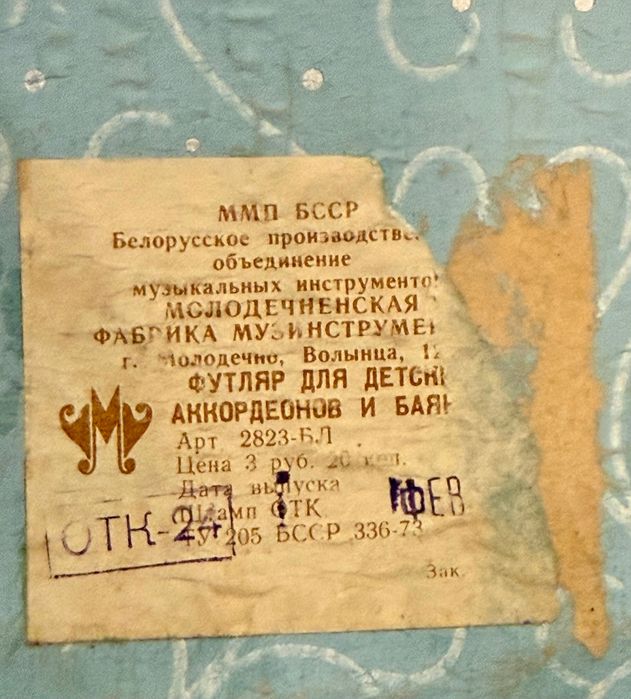 ММП БССР
Белорусское производстве
объединение
музыкальных инструменто
МОЛОДЕЧНЕНСКАЯ
ФАБРИКА МУЗИНСТРУМЕН
г. Молодечно, Волынца, 12
ФУТЛЯР ДЛЯ ДЕТСКИ
АККОРДЕОНОВ И БАЯН
Арт 2823-БЛ
Цена 3 руб. 20 коп.
Дата выпуска ФЕВ
Штамп ОТК
ОТК-24
ТУ 205 БССР 336-73
Зак.